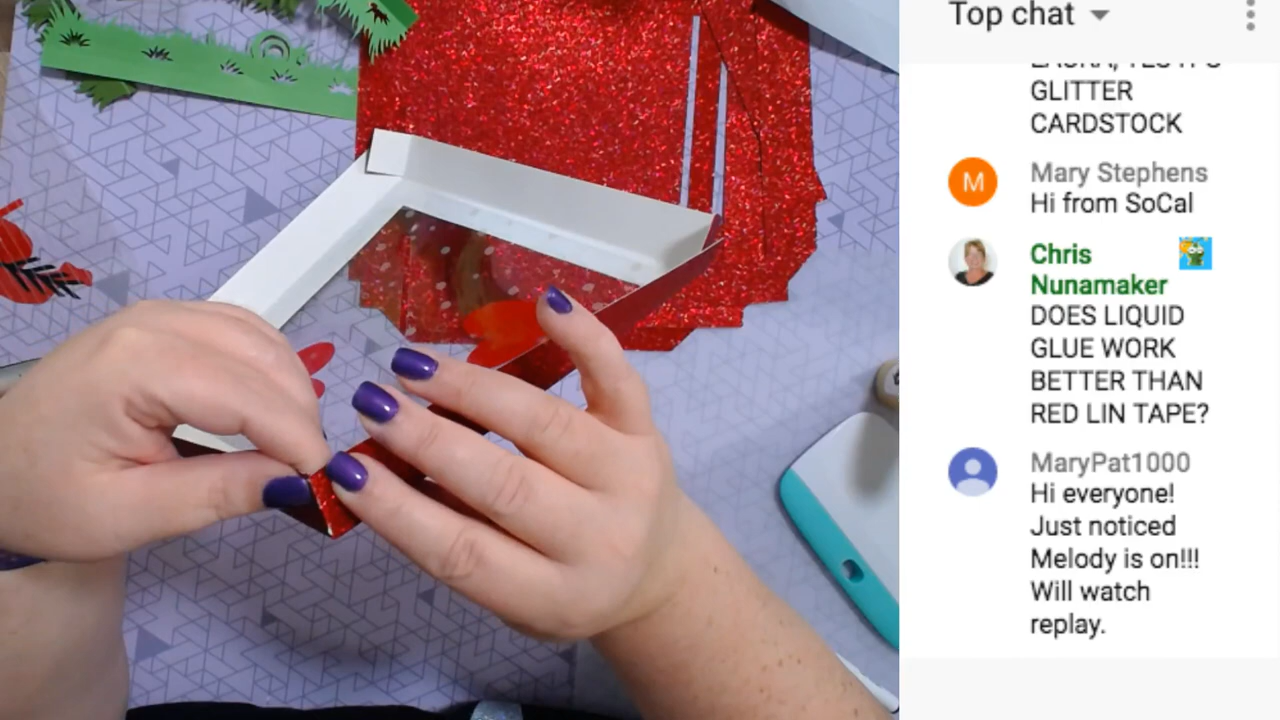 Top chat
GLITTER
CARDSTOCK
M
Mary Stephens
Hi from SoCal
Chris
Nunamaker
DOES LIQUID
GLUE WORK
BETTER THAN
RED LIN TAPE?
MaryPat1000
Hi everyone!
Just noticed
Melody is on!!!
Will watch
replay.